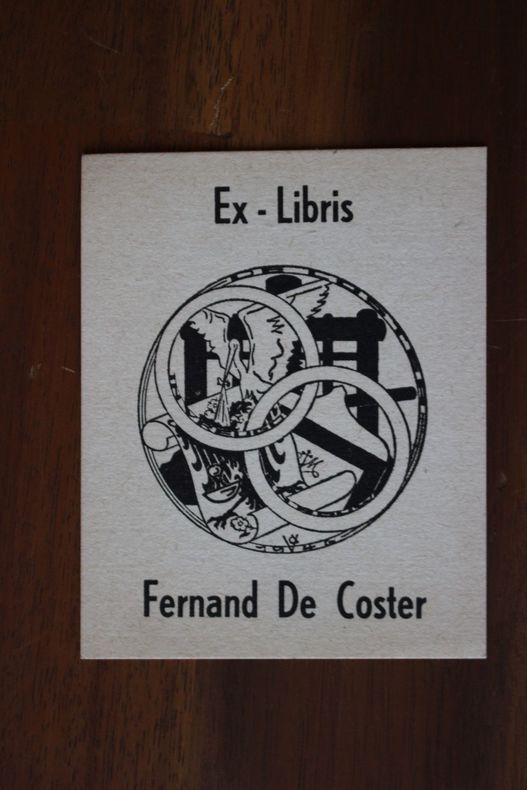 Ex - Libris
Fernand De Coster